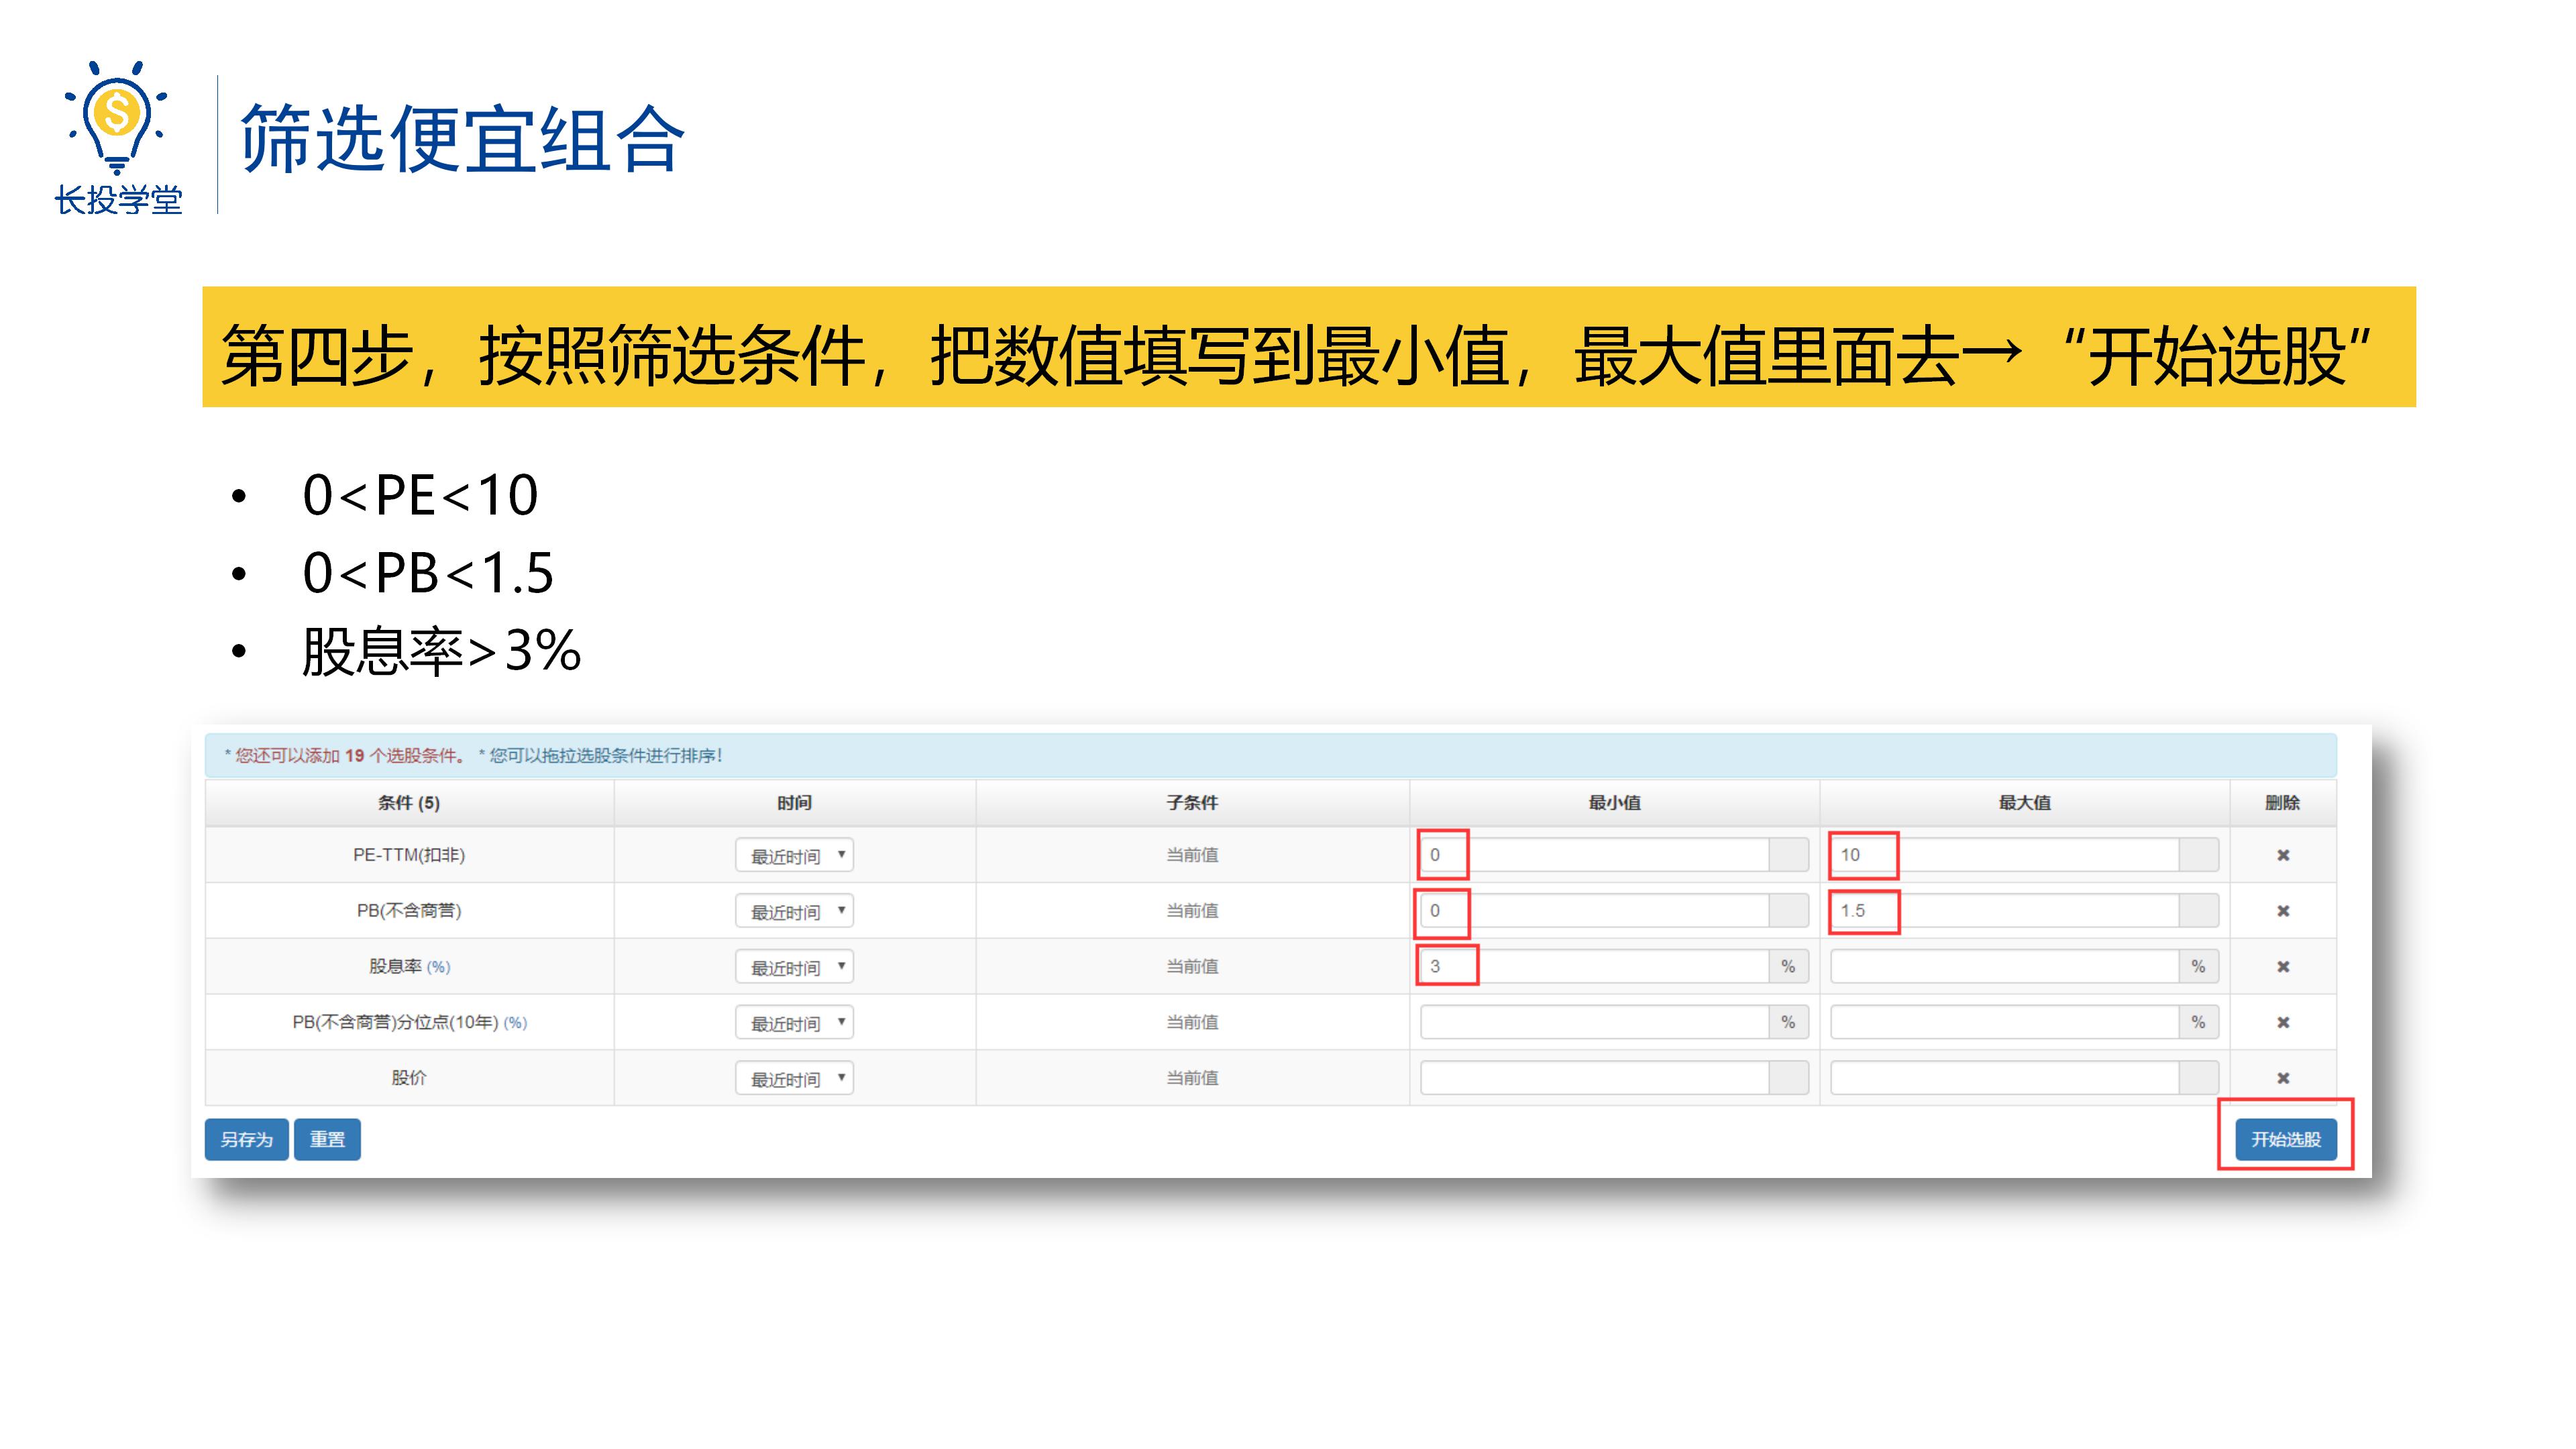 长投学堂
筛选便宜组合
第四步，按照筛选条件，把数值填写到最小值，最大值里面去→“开始选股”
• 0<PE<10
• 0<PB<1.5
• 股息率>3%
* 您还可以添加 19 个选股条件。 * 您可以拖拉选股条件进行排序！
条件 (5) 时间 子条件 最小值 最大值 删除
PE-TTM(扣非) 最近时间 ▼ 当前值 0 10 ✖
PB(不含商誉) 最近时间 ▼ 当前值 0 1.5 ✖
股息率 (%) 最近时间 ▼ 当前值 3 % % ✖
PB(不含商誉)分位点(10年) (%) 最近时间 ▼ 当前值 % % ✖
股价 最近时间 ▼ 当前值 ✖
另存为 重置 开始选股